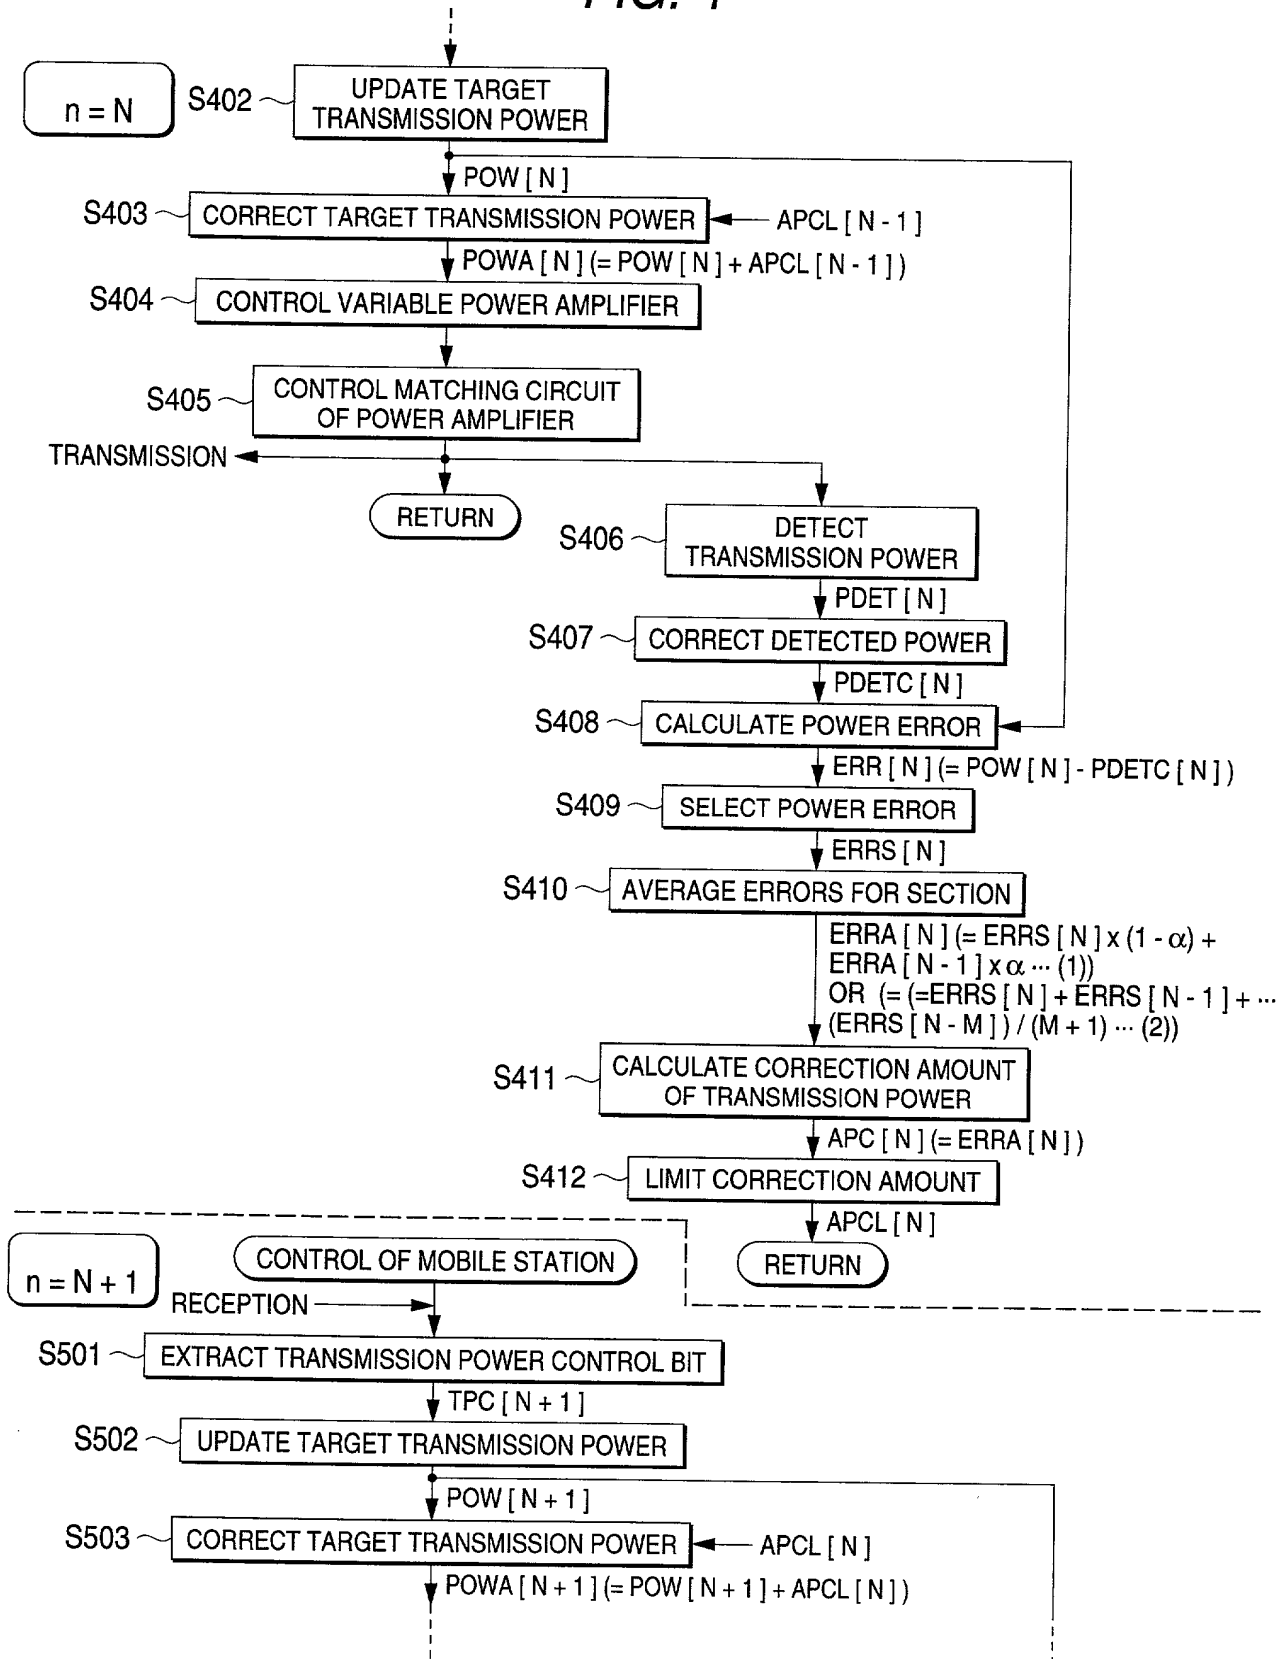 n = N
S402
UPDATE TARGET
TRANSMISSION POWER
POW [ N ]
S403
CORRECT TARGET TRANSMISSION POWER
APCL [ N - 1 ]
POWA [ N ] (= POW [ N ] + APCL [ N - 1 ] )
S404
CONTROL VARIABLE POWER AMPLIFIER
S405
CONTROL MATCHING CIRCUIT
OF POWER AMPLIFIER
TRANSMISSION
RETURN
S406
DETECT
TRANSMISSION POWER
PDET [ N ]
S407
CORRECT DETECTED POWER
PDETC [ N ]
S408
CALCULATE POWER ERROR
ERR [ N ] (= POW [ N ] - PDETC [ N ] )
S409
SELECT POWER ERROR
ERRS [ N ]
S410
AVERAGE ERRORS FOR SECTION
ERRA [ N ] (= ERRS [ N ] x (1 - α) +
ERRA [ N - 1 ] x α ··· (1))
OR (= (=ERRS [ N ] + ERRS [ N - 1 ] + ···
(ERRS [ N - M ] ) / (M + 1) ··· (2))
S411
CALCULATE CORRECTION AMOUNT
OF TRANSMISSION POWER
APC [ N ] (= ERRA [ N ] )
S412
LIMIT CORRECTION AMOUNT
APCL [ N ]
RETURN
n = N + 1
CONTROL OF MOBILE STATION
RECEPTION
S501
EXTRACT TRANSMISSION POWER CONTROL BIT
TPC [ N + 1 ]
S502
UPDATE TARGET TRANSMISSION POWER
POW [ N + 1 ]
S503
CORRECT TARGET TRANSMISSION POWER
APCL [ N ]
POWA [ N + 1 ] (= POW [ N + 1 ] + APCL [ N ] )